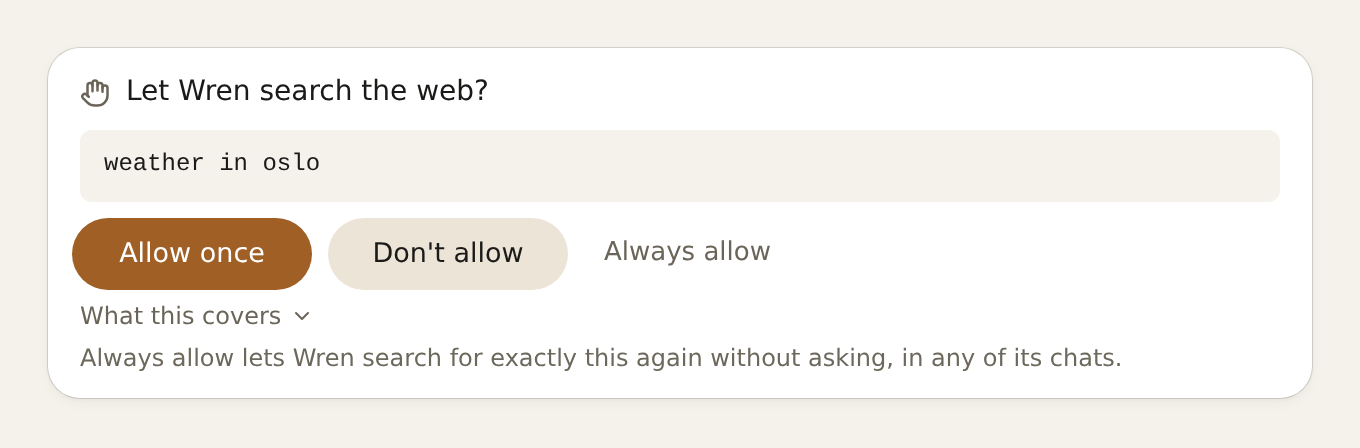 Let Wren search the web?
weather in oslo
Allow once
Don't allow
Always allow
What this covers
Always allow lets Wren search for exactly this again without asking, in any of its chats.